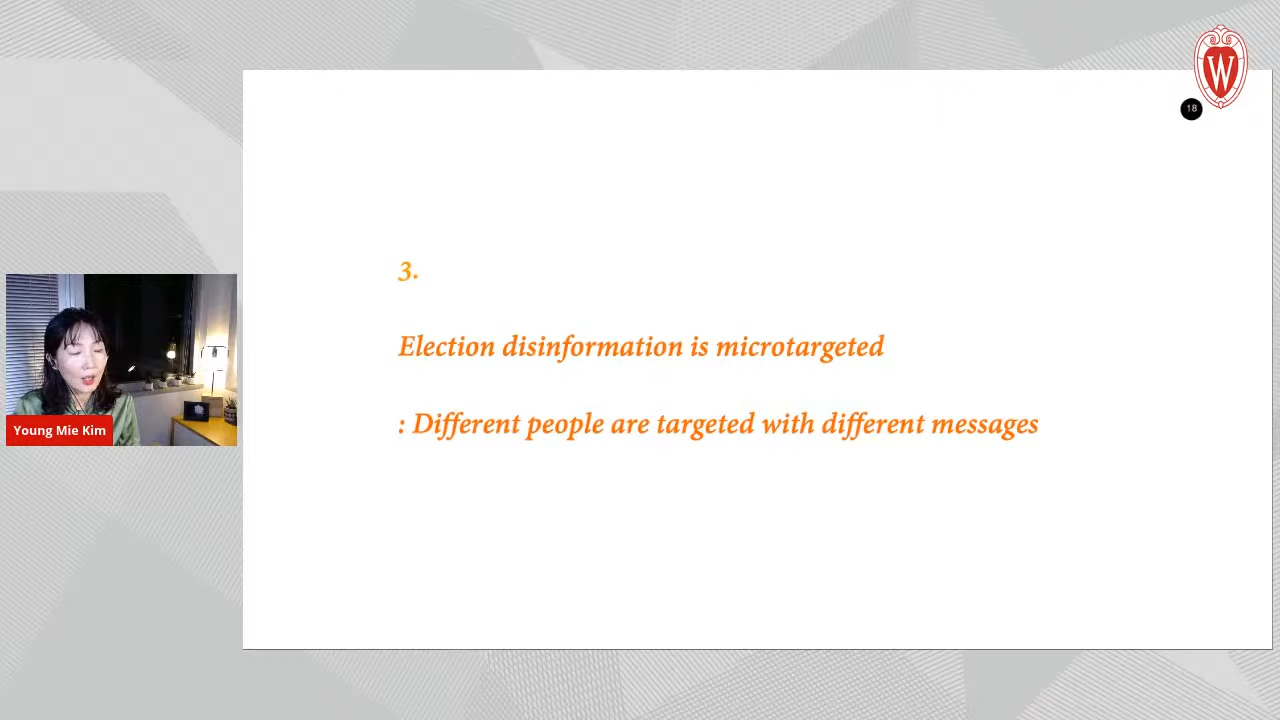 W
18
3.
Election disinformation is microtargeted
: Different people are targeted with different messages
Young Mie Kim